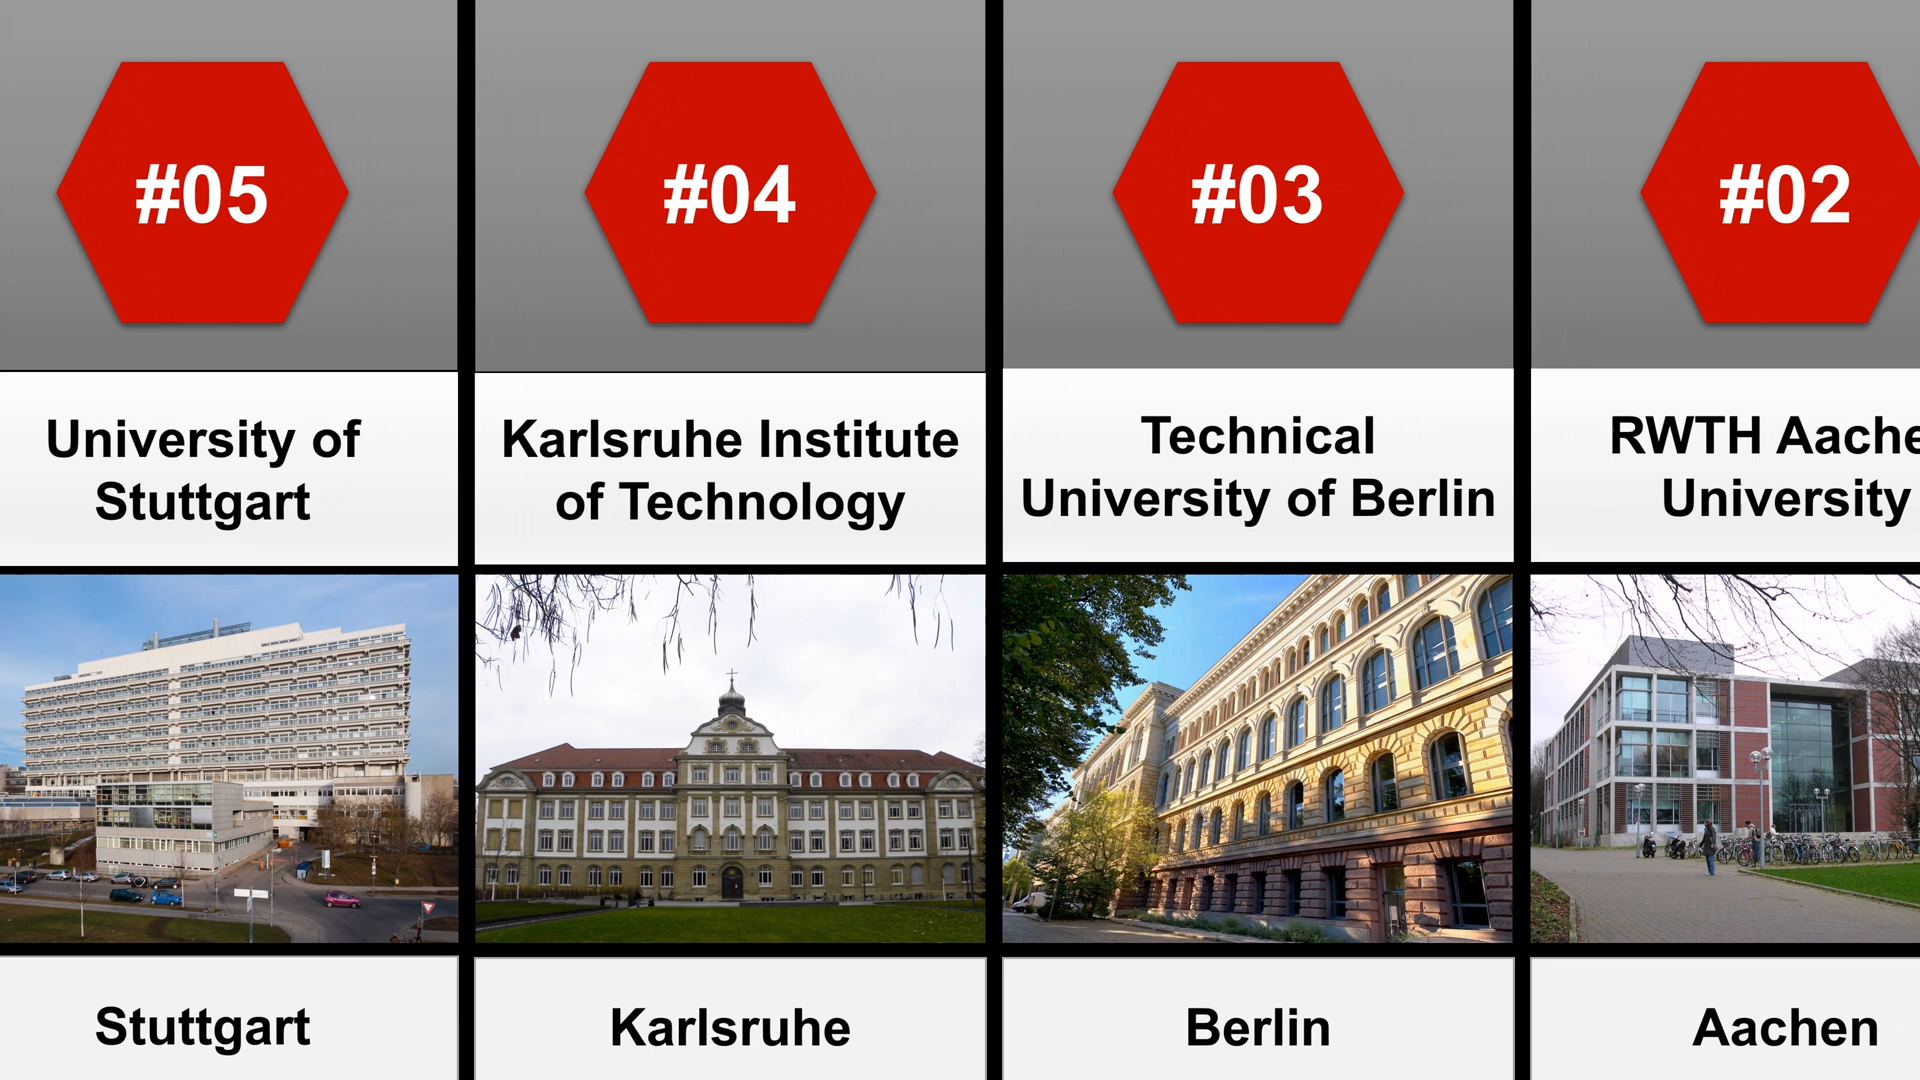 #05
University of
Stuttgart
Stuttgart
#04
Karlsruhe Institute
of Technology
Karlsruhe
#03
Technical
University of Berlin
Berlin
#02
RWTH Aache
University
Aachen